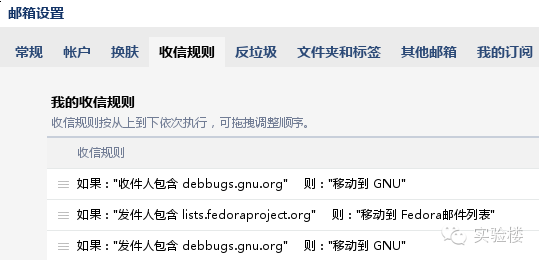 邮箱设置
常规 帐户 换肤 收信规则 反垃圾 文件夹和标签 其他邮箱 我的订阅
我的收信规则
收信规则按从上到下依次执行，可拖拽调整顺序。
收信规则
如果："收件人包含 debbugs.gnu.org" 则："移动到 GNU"
如果："发件人包含 lists.fedoraproject.org" 则："移动到 Fedora邮件列表"
如果："发件人包含 debbugs.gnu.org" 则："移动到 GNU"
实验楼